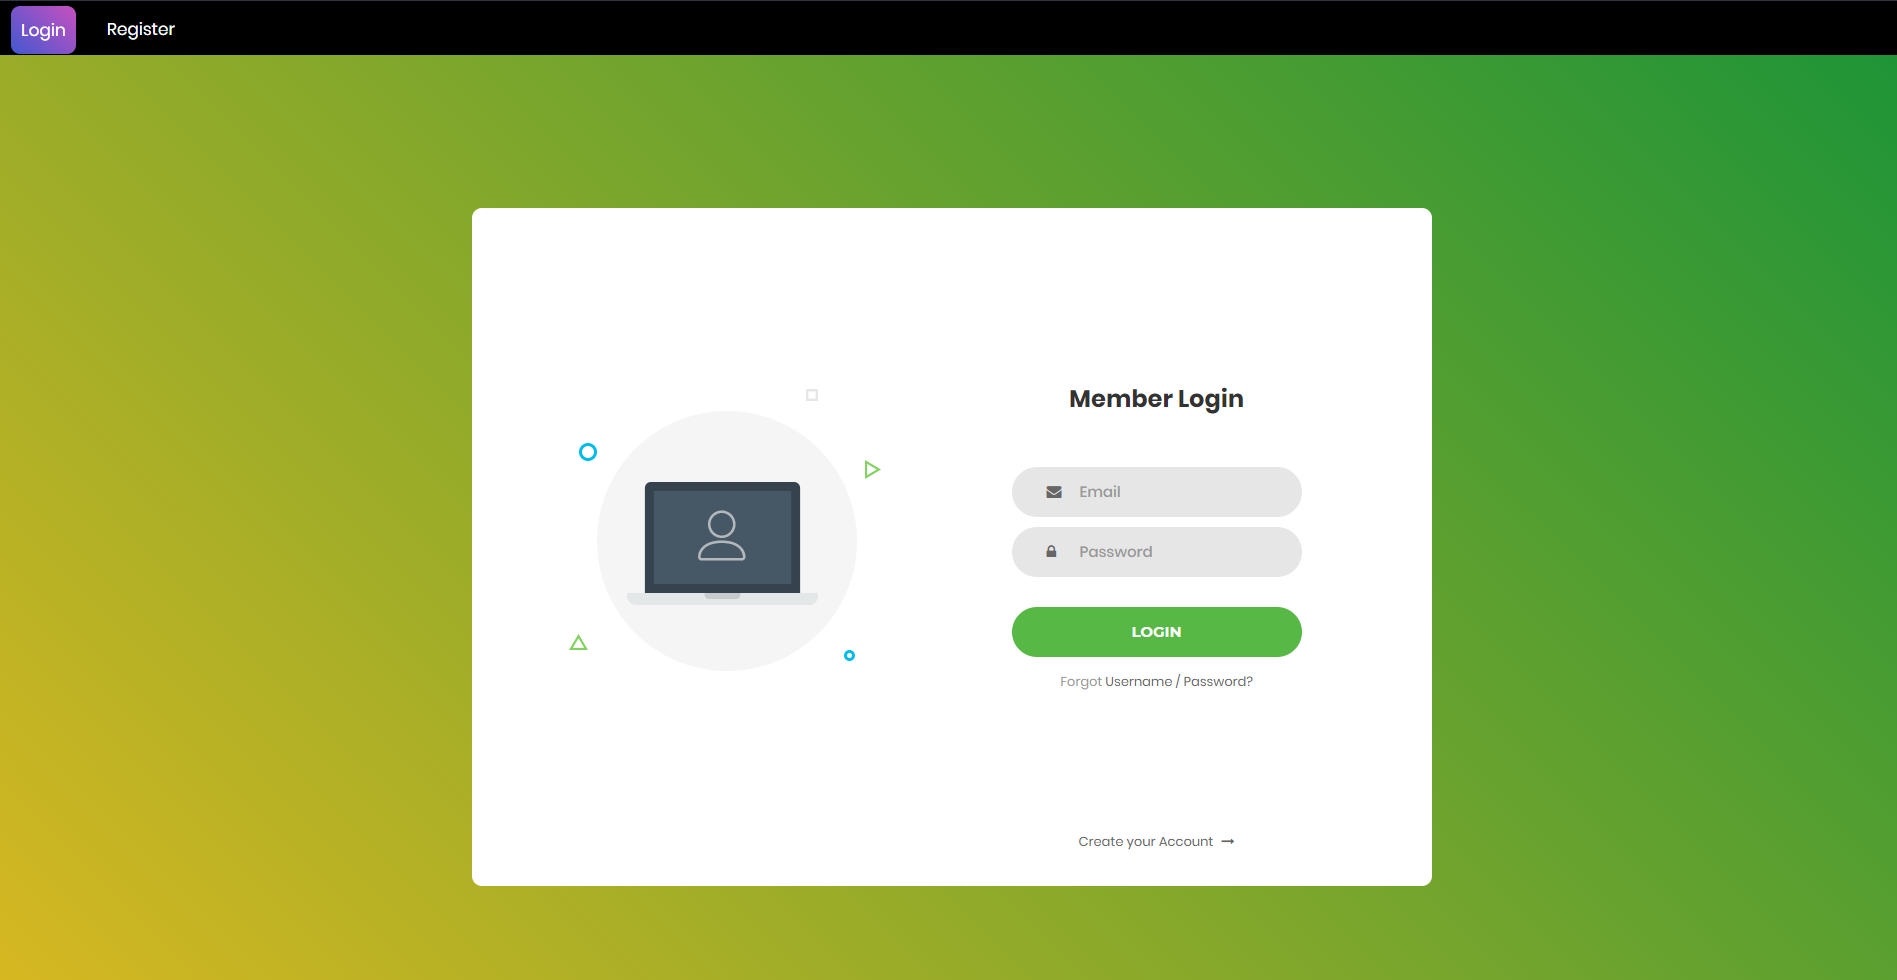 Login Register
Member Login
Email
Password
LOGIN
Forgot Username / Password?
Create your Account